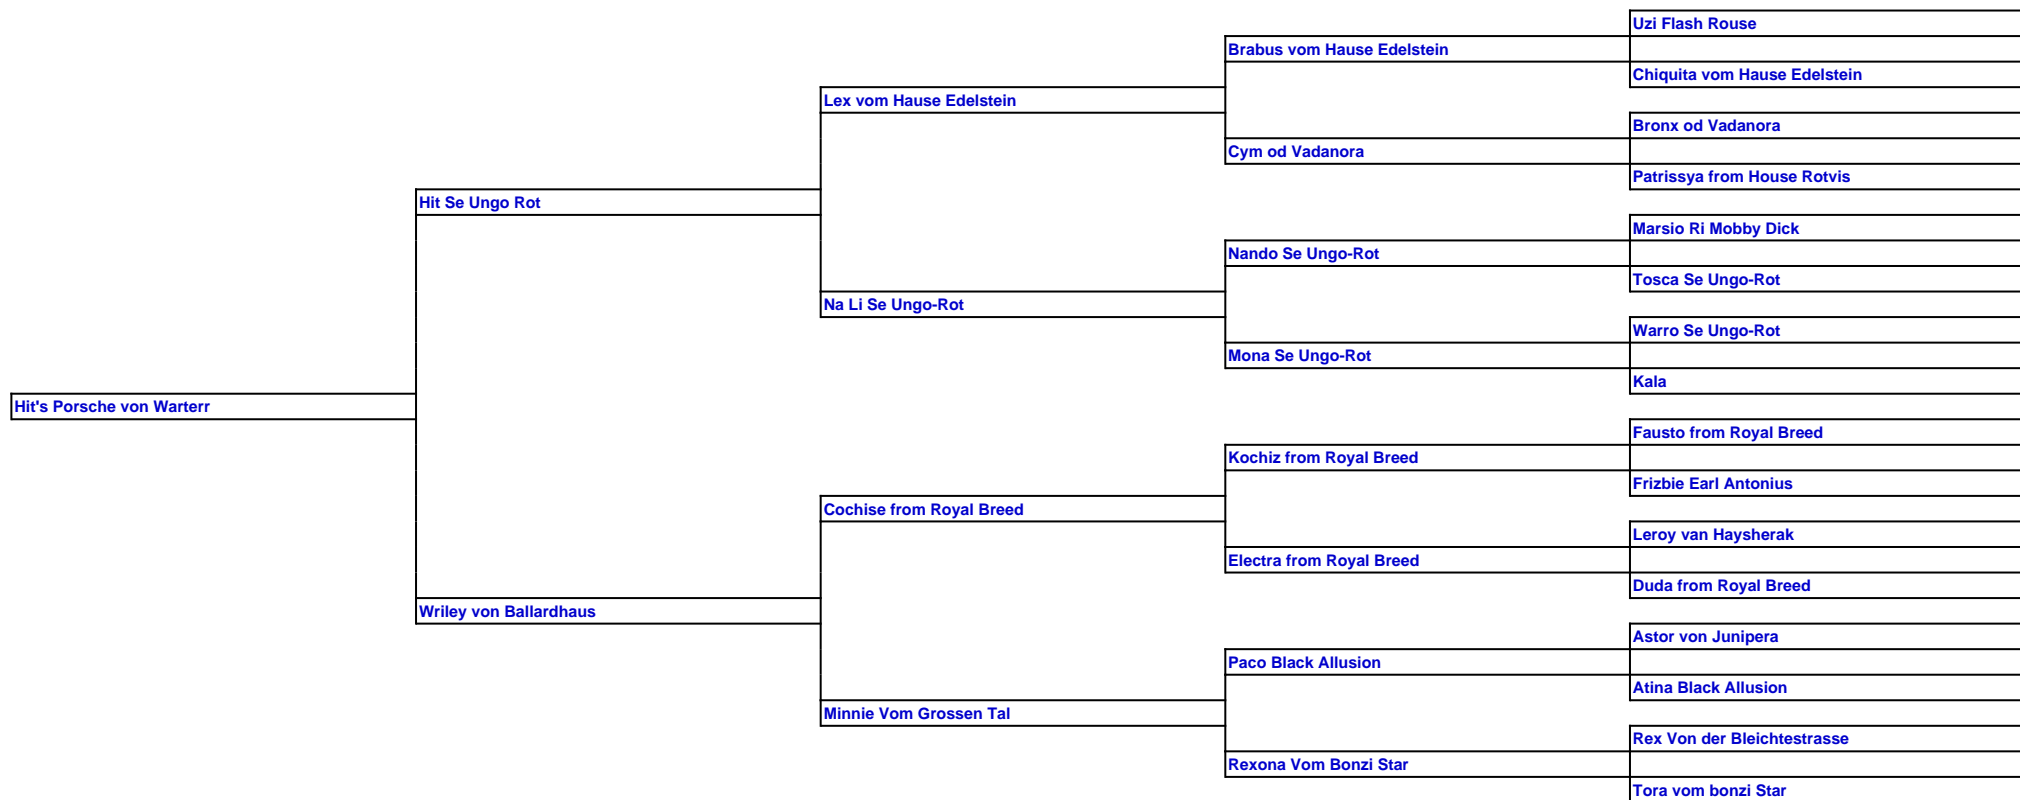 Uzi Flash Rouse
Brabus vom Hause Edelstein
Chiquita vom Hause Edelstein
Lex vom Hause Edelstein
Bronx od Vadanora
Cym od Vadanora
Patrissya from House Rotvis
Hit Se Ungo Rot
Marsio Ri Mobby Dick
Nando Se Ungo-Rot
Tosca Se Ungo-Rot
Na Li Se Ungo-Rot
Warro Se Ungo-Rot
Mona Se Ungo-Rot
Kala
Hit's Porsche von Warterr
Fausto from Royal Breed
Kochiz from Royal Breed
Frizbie Earl Antonius
Cochise from Royal Breed
Leroy van Haysherak
Electra from Royal Breed
Duda from Royal Breed
Wriley von Ballardhaus
Astor von Junipera
Paco Black Allusion
Atina Black Allusion
Minnie Vom Grossen Tal
Rex Von der Bleichtestrasse
Rexona Vom Bonzi Star
Tora vom bonzi Star